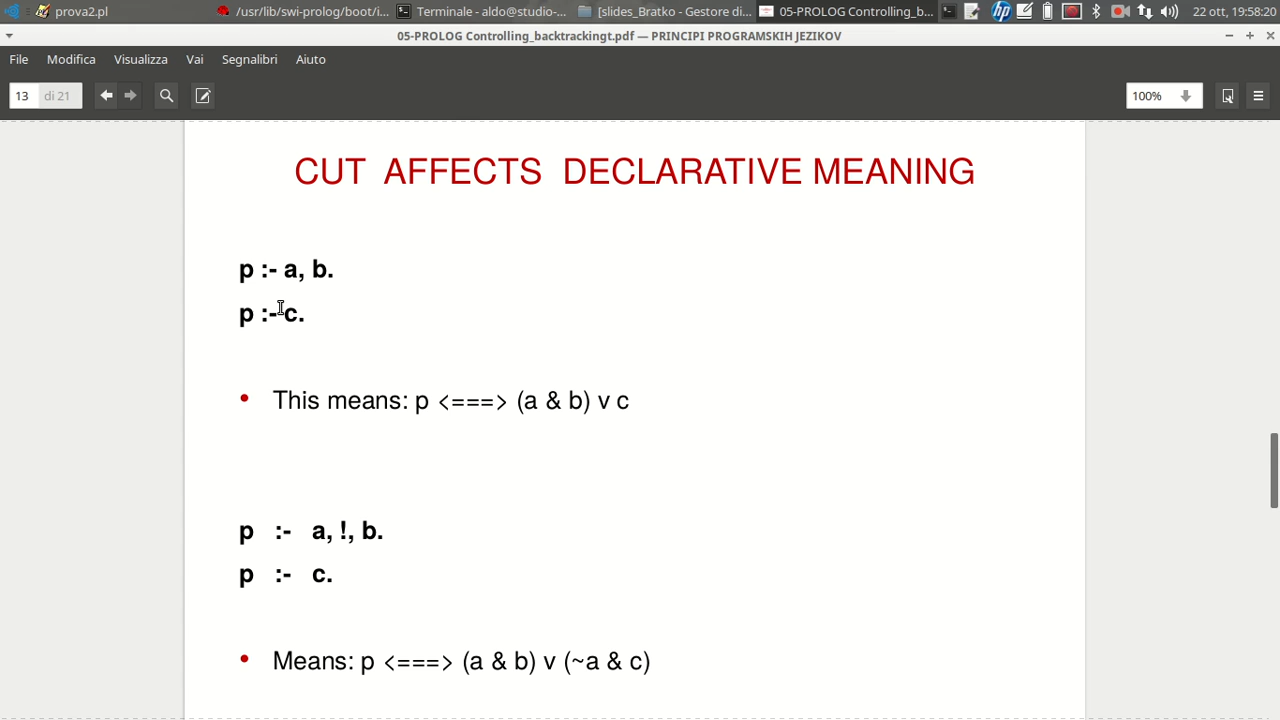 prova2.pl
/usr/lib/swi-prolog/boot/i...
Terminale - aldo@studio-...
[slides_Bratko - Gestore di...
05-PROLOG Controlling_b...
22 ott, 19:58:20
05-PROLOG Controlling_backtrackingt.pdf — PRINCIPI PROGRAMSKIH JEZIKOV
File Modifica Visualizza Vai Segnalibri Aiuto
13 di 21
100%
CUT AFFECTS DECLARATIVE MEANING
p :- a, b.
p :- c.
• This means: p <===> (a & b) v c
p :- a, !, b.
p :- c.
• Means: p <===> (a & b) v (~a & c)